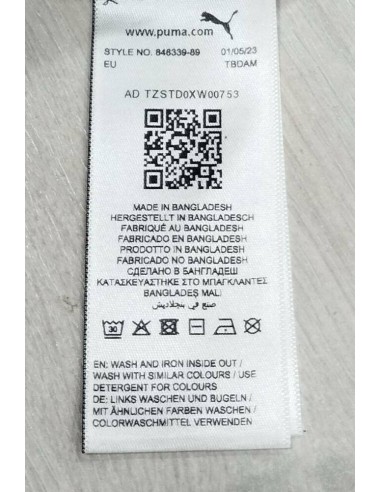 www.puma.com
STYLE NO. 848339-89 01/05/23
EU TBDAM
AD TZSTD0XW00753
MADE IN BANGLADESH
HERGESTELLT IN BANGLADESCH
FABRIQUÉ AU BANGLADESH
FABRICADO EN BANGLADESH
PRODOTTO IN BANGLADESH
FABRICADO NO BANGLADESH
СДЕЛАНО В БАНГЛАДЕШ
ΚΑΤΑΣΚΕΥΑΣΤΗΚΕ ΣΤΟ ΜΠΑΓΚΛΑΝΤΕΣ
BANGLADEŞ MALI
صنع في بنجلاديش
30
EN: WASH AND IRON INSIDE OUT /
WASH WITH SIMILAR COLOURS / USE
DETERGENT FOR COLOURS
DE: LINKS WASCHEN UND BÜGELN /
MIT ÄHNLICHEN FARBEN WASCHEN /
COLORWASCHMITTEL VERWENDEN